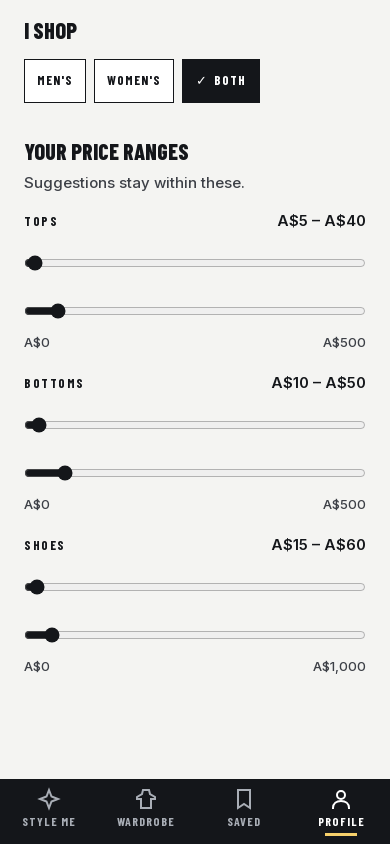 I SHOP
MEN'S WOMEN'S ✓ BOTH
YOUR PRICE RANGES
Suggestions stay within these.
TOPS A$5 – A$40
A$0 A$500
BOTTOMS A$10 – A$50
A$0 A$500
SHOES A$15 – A$60
A$0 A$1,000
STYLE ME WARDROBE SAVED PROFILE